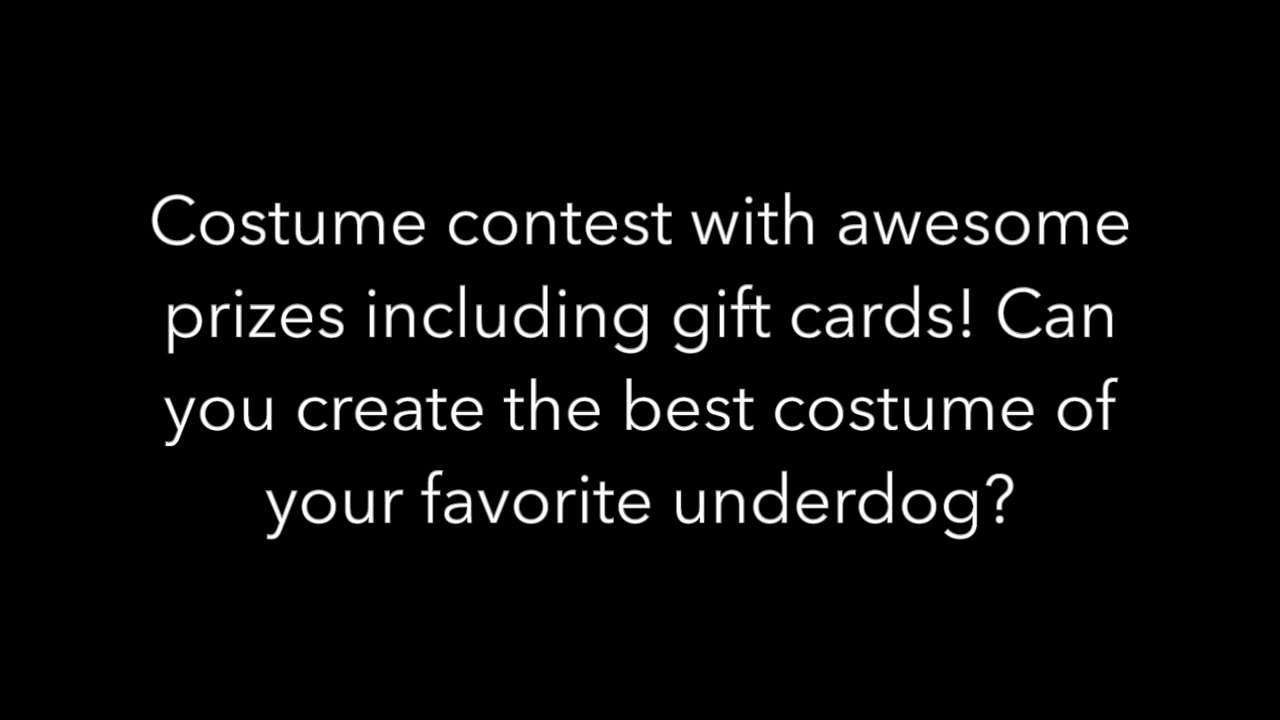 Costume contest with awesome
prizes including gift cards! Can
you create the best costume of
your favorite underdog?